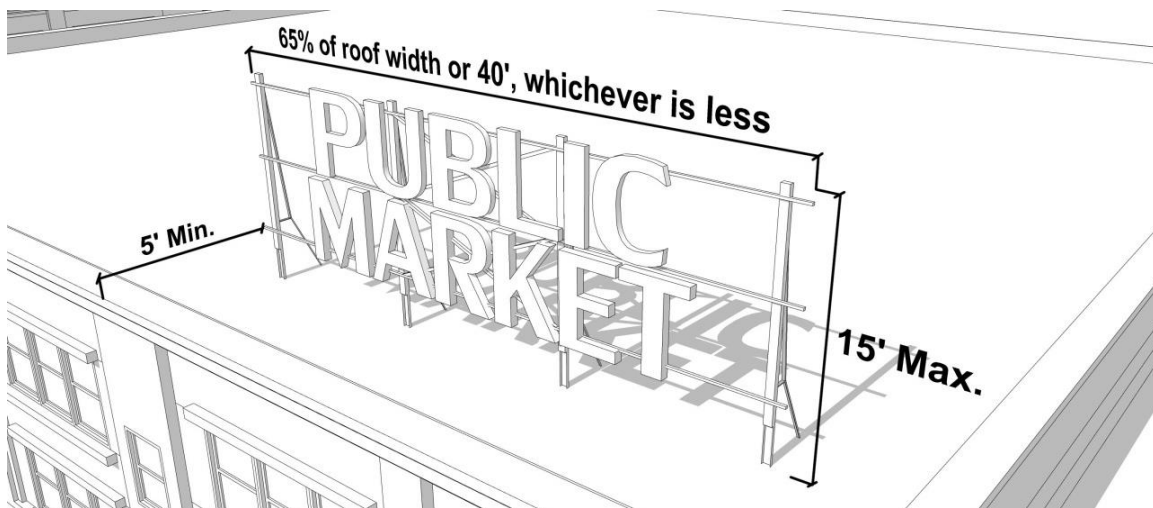 65% of roof width or 40', whichever is less
PUBLIC
MARKET
5' Min.
15' Max.